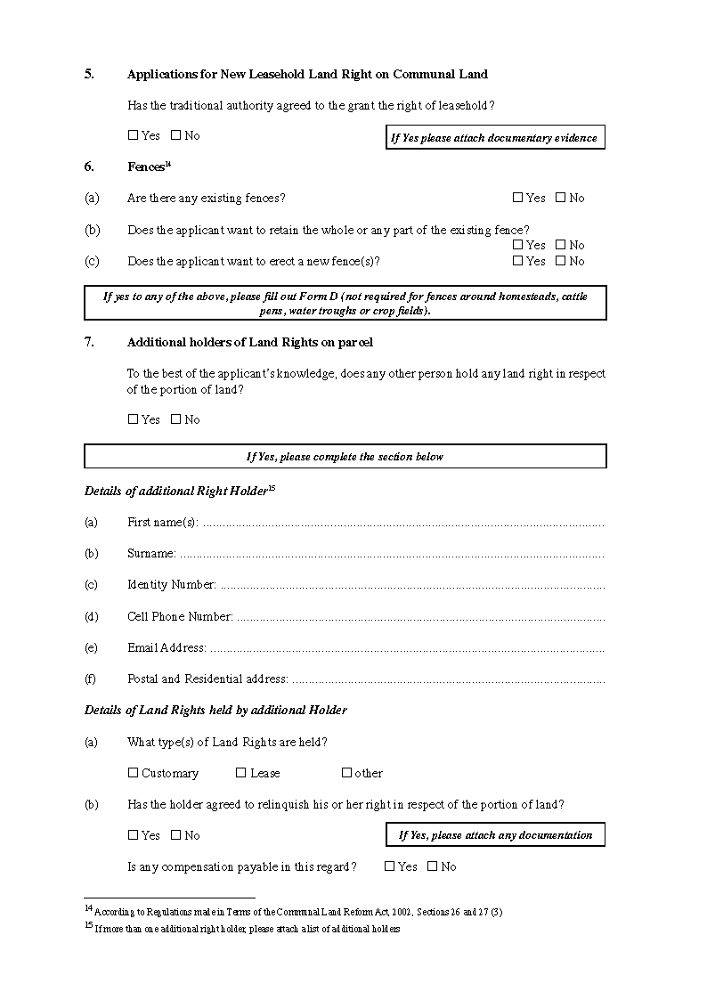 5. Applications for New Leasehold Land Right on Communal Land
Has the traditional authority agreed to the grant the right of leasehold?
☐ Yes ☐ No
If Yes please attach documentary evidence
6. Fences14
(a) Are there any existing fences? ☐ Yes ☐ No
(b) Does the applicant want to retain the whole or any part of the existing fence?
☐ Yes ☐ No
(c) Does the applicant want to erect a new fence(s)? ☐ Yes ☐ No
If yes to any of the above, please fill out Form D (not required for fences around homesteads, cattle
pens, water troughs or crop fields).
7. Additional holders of Land Rights on parcel
To the best of the applicant's knowledge, does any other person hold any land right in respect
of the portion of land?
☐ Yes ☐ No
If Yes, please complete the section below
Details of additional Right Holder15
(a) First name(s): ................................................................................
(b) Surname: ................................................................................
(c) Identity Number: ................................................................................
(d) Cell Phone Number: ................................................................................
(e) Email Address: ................................................................................
(f) Postal and Residential address: ................................................................................
Details of Land Rights held by additional Holder
(a) What type(s) of Land Rights are held?
☐ Customary ☐ Lease ☐ other
(b) Has the holder agreed to relinquish his or her right in respect of the portion of land?
☐ Yes ☐ No
If Yes, please attach any documentation
Is any compensation payable in this regard? ☐ Yes ☐ No
14 According to Regulations made in Terms of the Communal Land Reform Act, 2002, Sections 26 and 27 (3)
15 If more than one additional right holder, please attach a list of additional holders